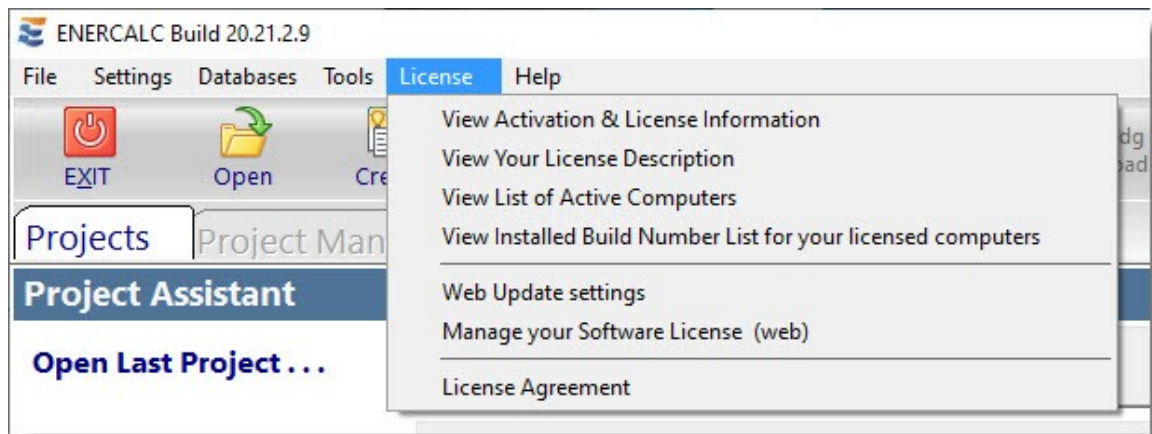 ENERCALC Build 20.21.2.9
File Settings Databases Tools License Help
View Activation & License Information
View Your License Description
View List of Active Computers
View Installed Build Number List for your licensed computers
Web Update settings
Manage your Software License (web)
License Agreement
EXIT Open
Projects Project
Project Assistant
Open Last Project . . .